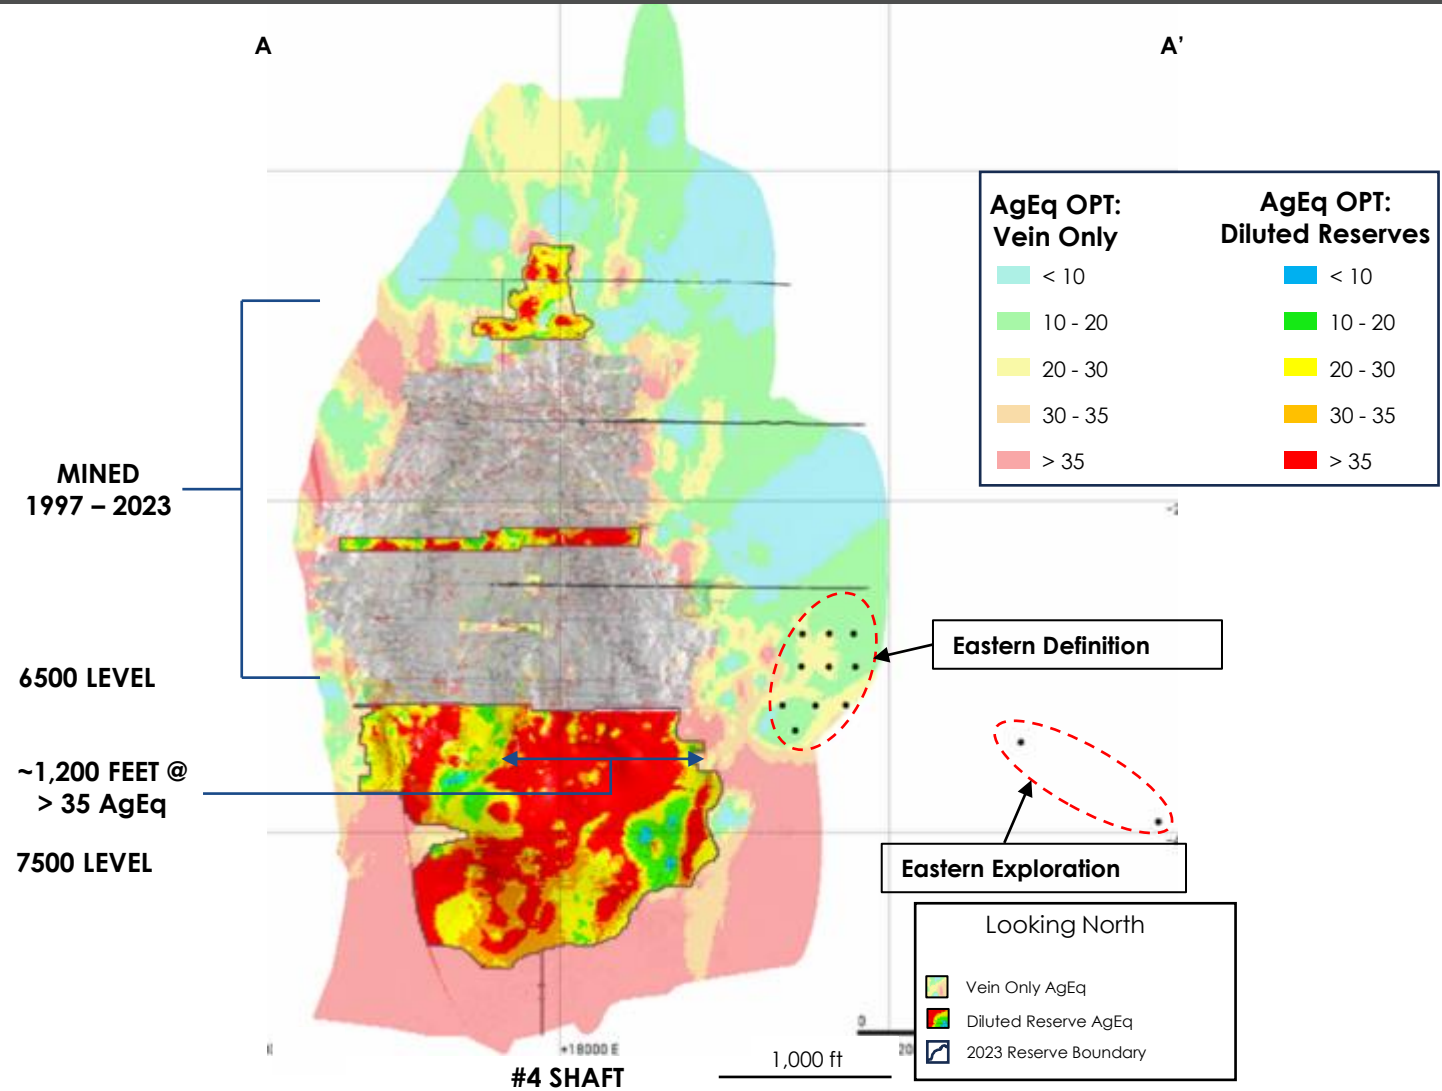 A
A’
AgEq OPT:
Vein Only
< 10
10 - 20
20 - 30
30 - 35
> 35
AgEq OPT:
Diluted Reserves
< 10
10 - 20
20 - 30
30 - 35
> 35
MINED
1997 – 2023
6500 LEVEL
~1,200 FEET @
> 35 AgEq
7500 LEVEL
Eastern Definition
Eastern Exploration
Looking North
Vein Only AgEq
Diluted Reserve AgEq
2023 Reserve Boundary
0
+18000 E
1,000 ft
#4 SHAFT